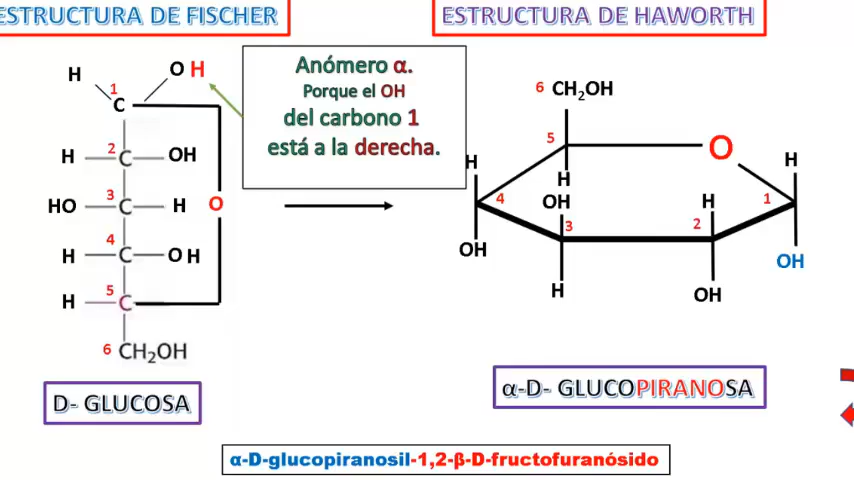 ESTRUCTURA DE FISCHER
ESTRUCTURA DE HAWORTH
Anómero α.
Porque el OH
del carbono 1
está a la derecha.
H OH
1
C
H 2 C OH
HO 3 C H O
H 4 C OH
H 5 C
6 CH₂OH
D- GLUCOSA
6 CH₂OH
5 O
H H H
4 OH H 1
3 2
OH OH
H OH
α-D- GLUCOPIRANOSA
α-D-glucopiranosil-1,2-β-D-fructofuranósido